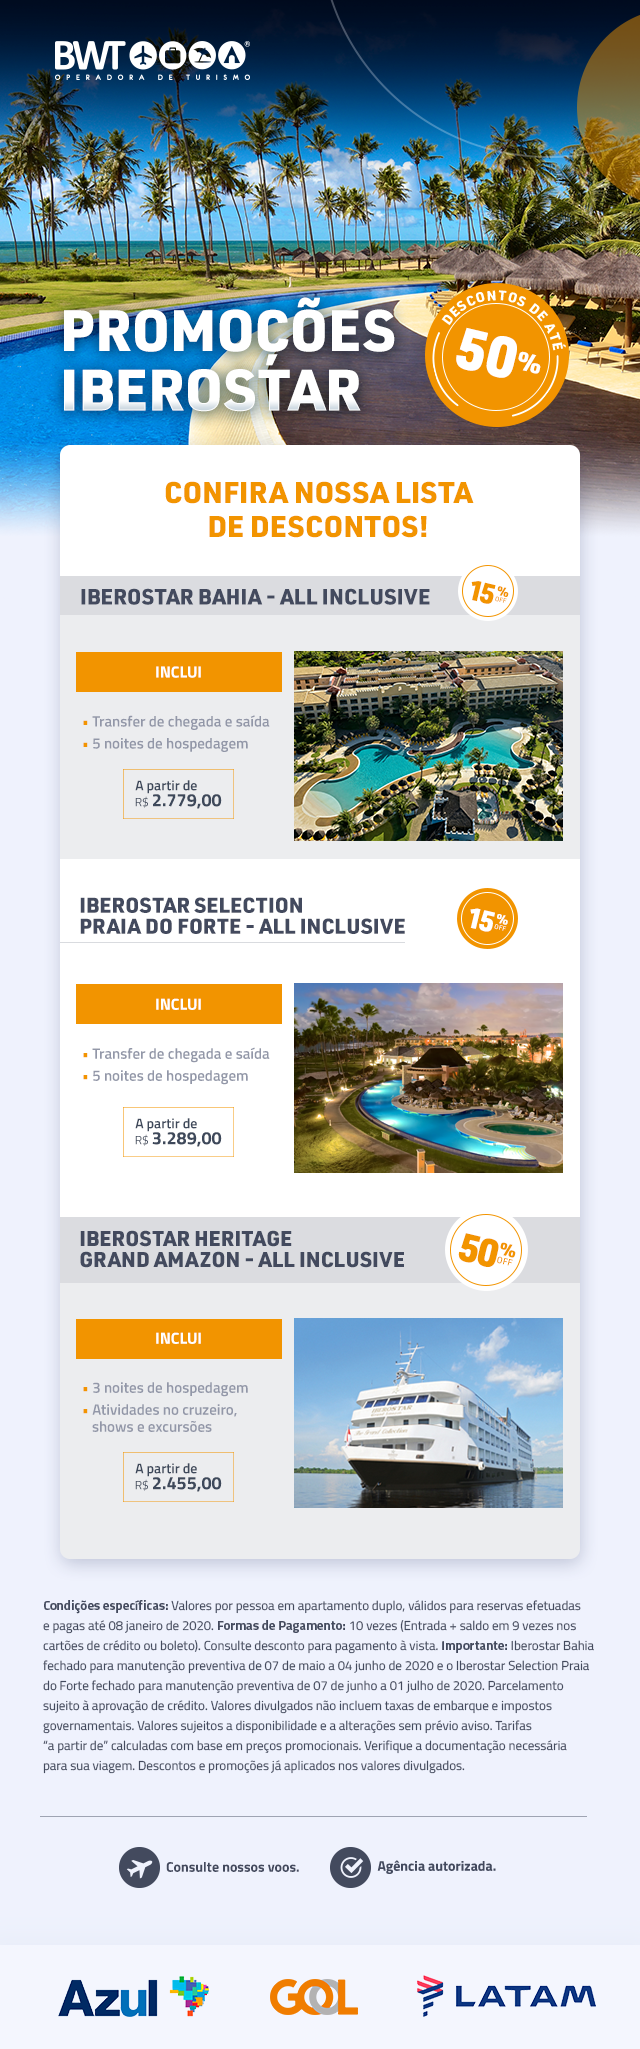 BWT
OPERADORA DE TURISMO
PROMOÇÕES
IBEROSTAR
DESCONTOS DE ATÉ
50%
CONFIRA NOSSA LISTA
DE DESCONTOS!
IBEROSTAR BAHIA - ALL INCLUSIVE
15%
OFF
INCLUI
Transfer de chegada e saída
5 noites de hospedagem
A partir de
R$ 2.779,00
IBEROSTAR SELECTION
PRAIA DO FORTE - ALL INCLUSIVE
15%
OFF
INCLUI
Transfer de chegada e saída
5 noites de hospedagem
A partir de
R$ 3.289,00
IBEROSTAR HERITAGE
GRAND AMAZON - ALL INCLUSIVE
50%
OFF
INCLUI
3 noites de hospedagem
Atividades no cruzeiro,
shows e excursões
A partir de
R$ 2.455,00
IBEROSTAR
Condições específicas: Valores por pessoa em apartamento duplo, válidos para reservas efetuadas
e pagas até 08 janeiro de 2020. Formas de Pagamento: 10 vezes (Entrada + saldo em 9 vezes nos
cartões de crédito ou boleto). Consulte desconto para pagamento à vista. Importante: Iberostar Bahia
fechado para manutenção preventiva de 07 de maio a 04 junho de 2020 e o Iberostar Selection Praia
do Forte fechado para manutenção preventiva de 07 de junho a 01 julho de 2020. Parcelamento
sujeito à aprovação de crédito. Valores divulgados não incluem taxas de embarque e impostos
governamentais. Valores sujeitos a disponibilidade e a alterações sem prévio aviso. Tarifas
“a partir de” calculadas com base em preços promocionais. Verifique a documentação necessária
para sua viagem. Descontos e promoções já aplicados nos valores divulgados.
Consulte nossos voos.
Agência autorizada.
Azul
GOL
LATAM